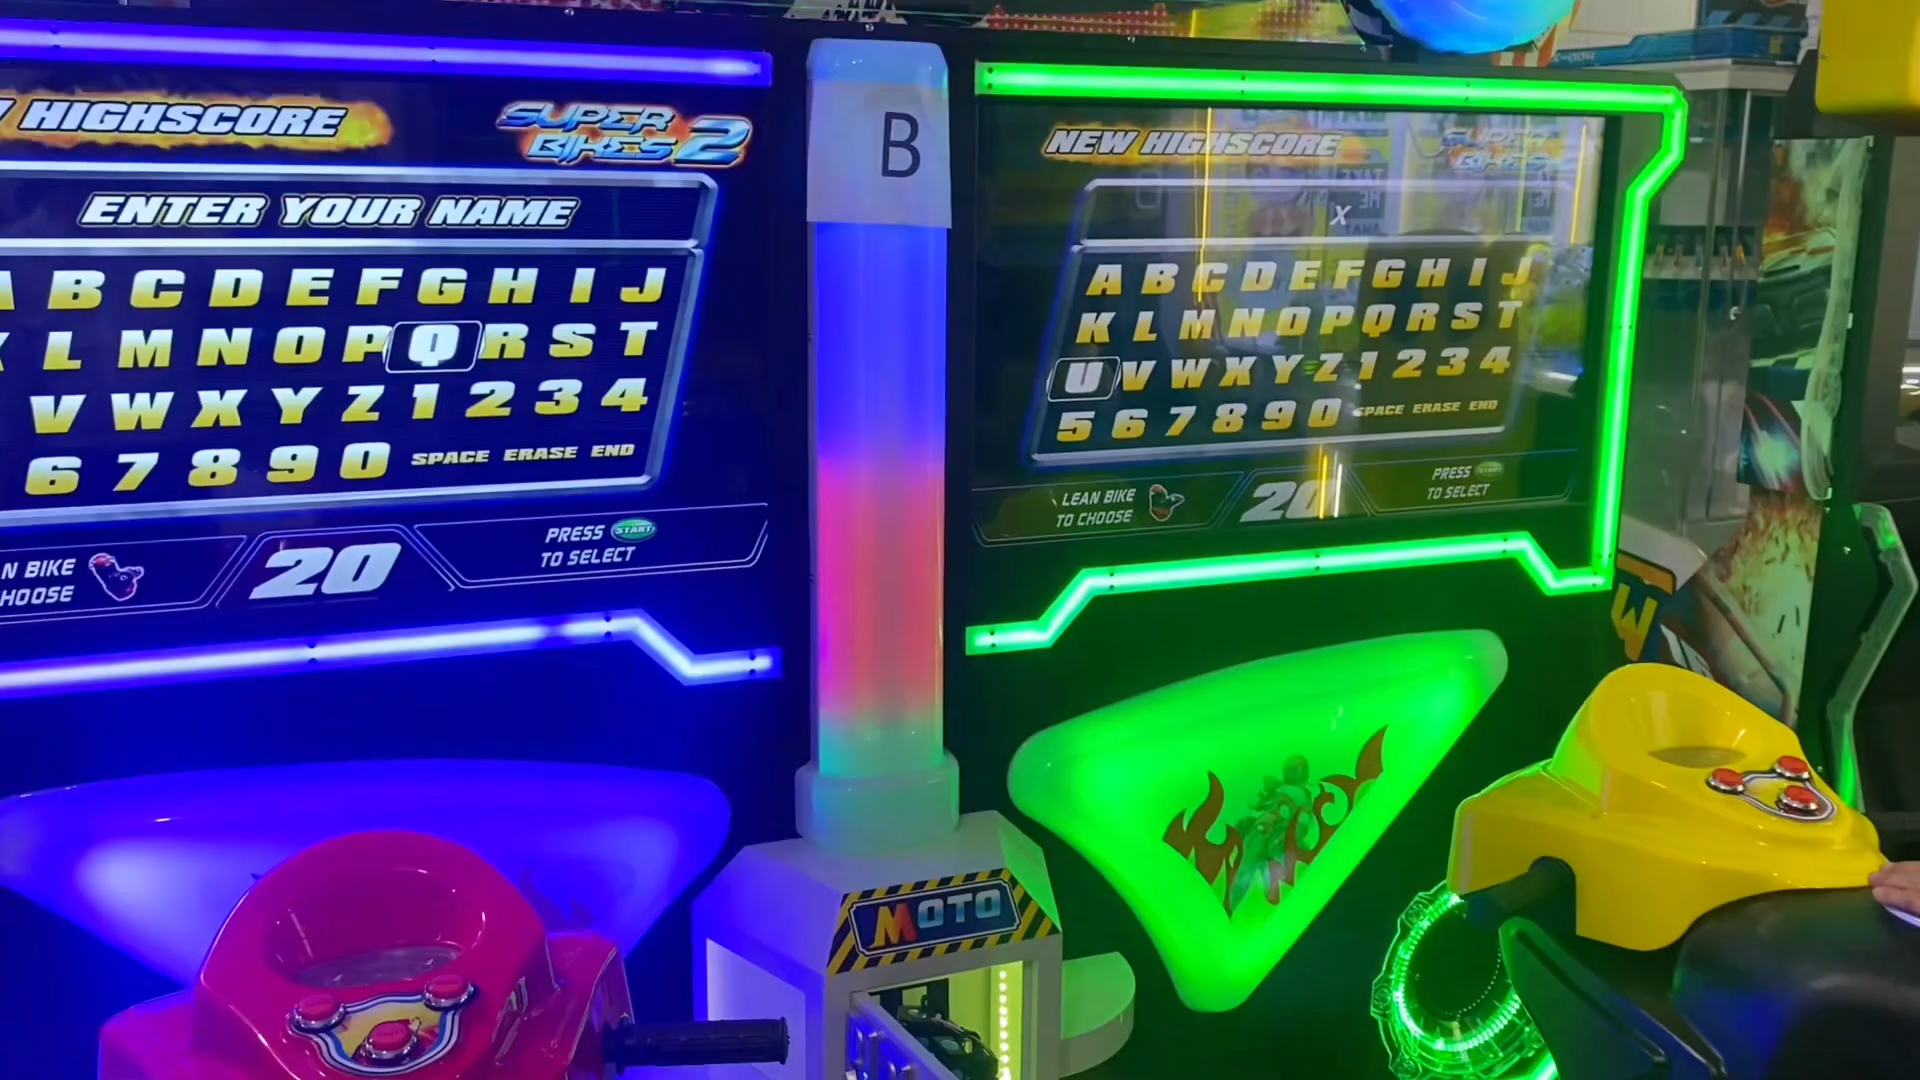 HIGHSCORE
SUPER
BIKES 2
ENTER YOUR NAME
B C D E F G H I J
L M N O P Q R S T
V W X Y Z 1 2 3 4
6 7 8 9 0 SPACE ERASE END
BIKE
20
PRESS START
TO SELECT
B
MOTO
NEW HIGHSCORE
SUPER
BIKES
X
A B C D E F G H I J
K L M N O P Q R S T
U V W X Y Z 1 2 3 4
5 6 7 8 9 0 SPACE ERASE END
LEAN BIKE
TO CHOOSE
20
PRESS START
TO SELECT